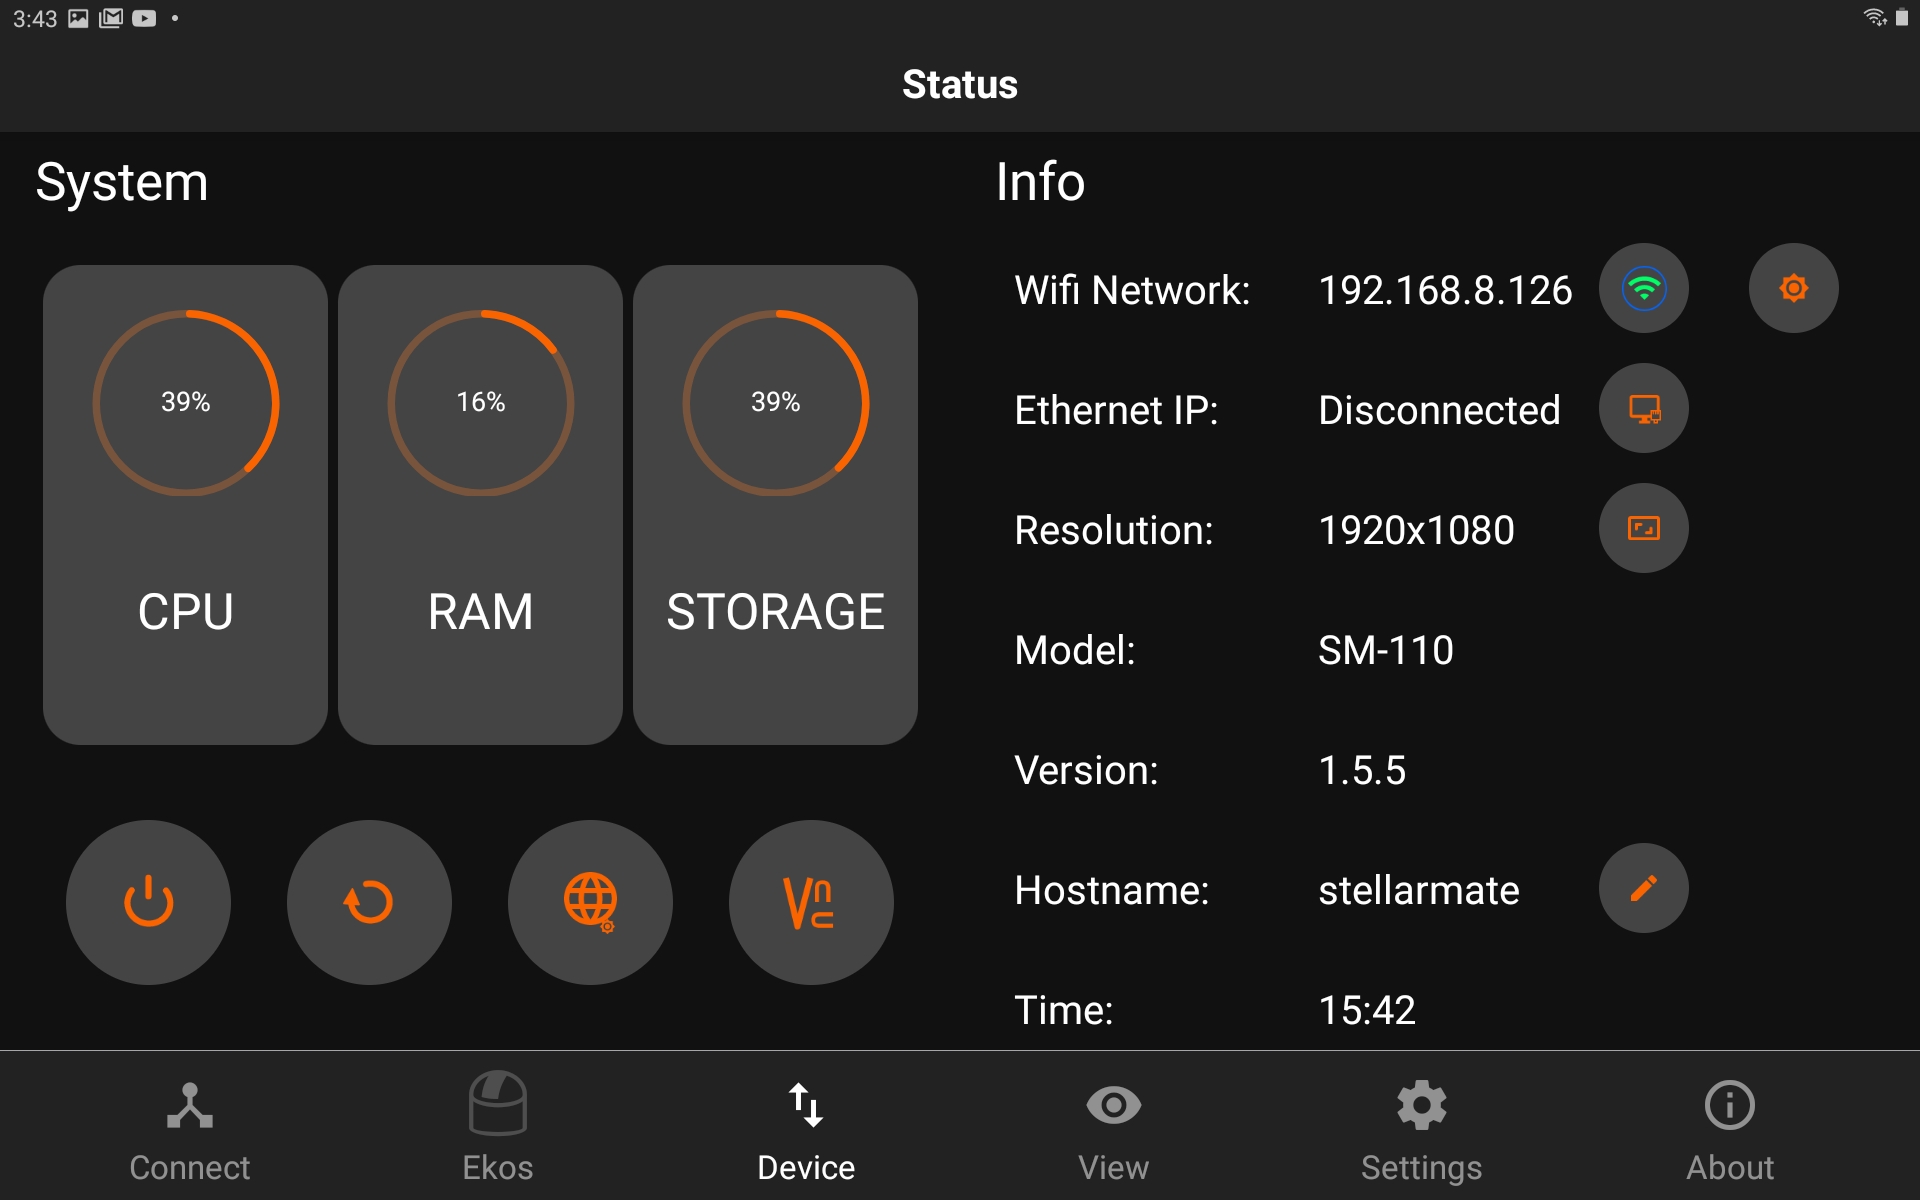 3:43
Status
System
39%
CPU
16%
RAM
39%
STORAGE
Info
Wifi Network: 192.168.8.126
Ethernet IP: Disconnected
Resolution: 1920x1080
Model: SM-110
Version: 1.5.5
Hostname: stellarmate
Time: 15:42
Connect
Ekos
Device
View
Settings
About